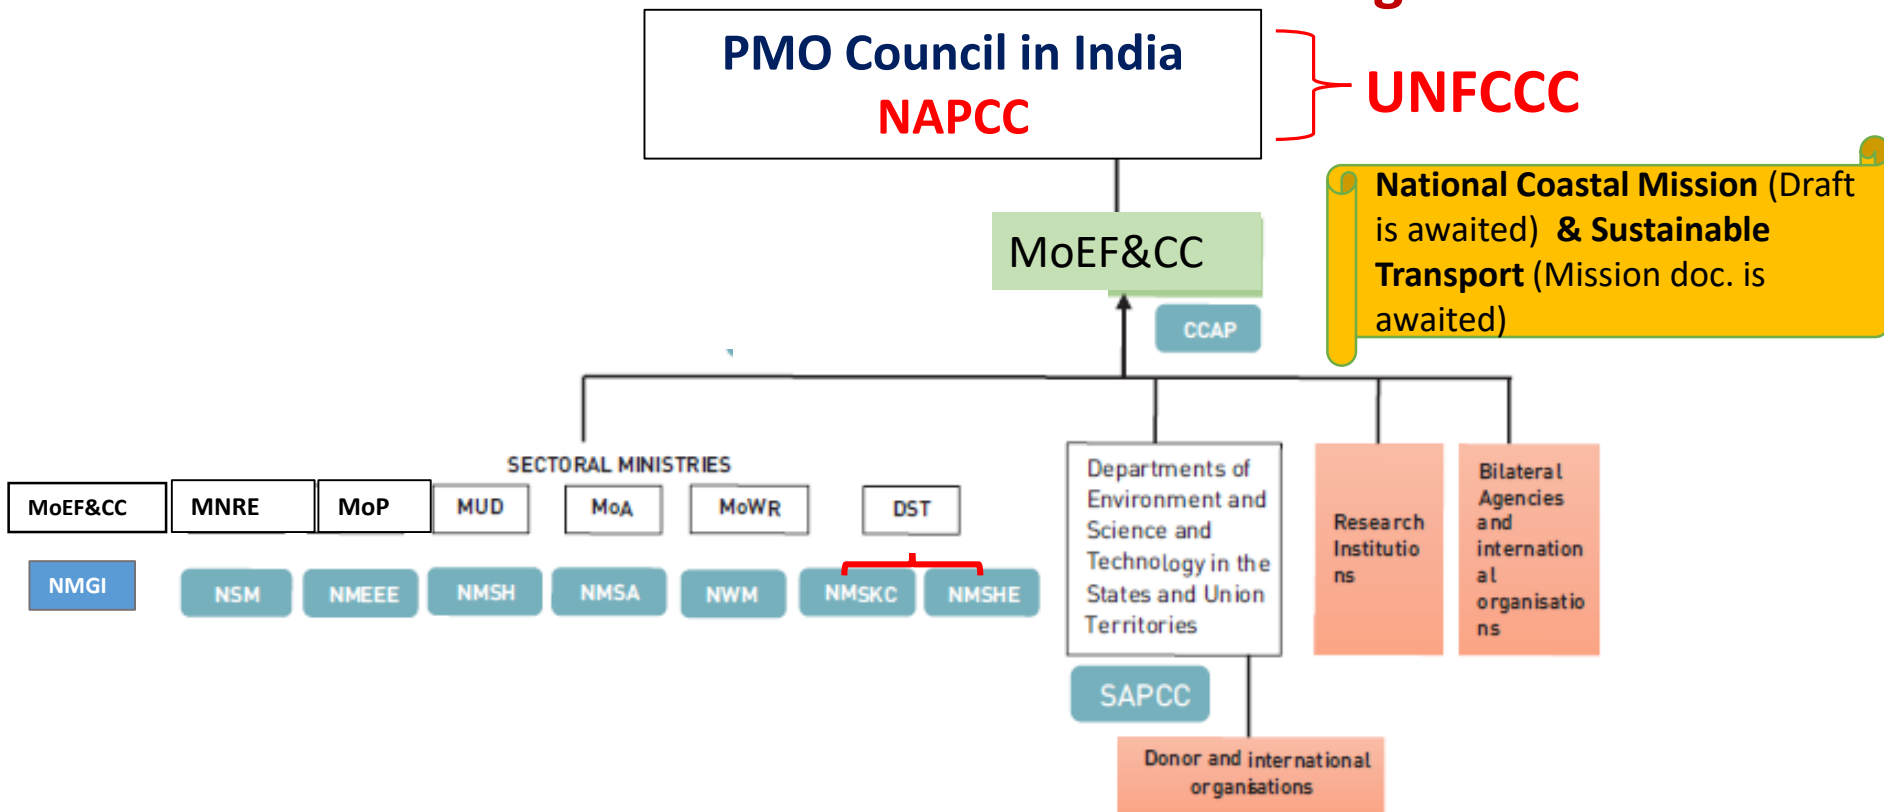 PMO Council in India
NAPCC
UNFCCC
National Coastal Mission (Draft
is awaited) & Sustainable
Transport (Mission doc. is
awaited)
MoEF&CC
CCAP
SECTORAL MINISTRIES
MoEF&CC
MNRE
MoP
MUD
MoA
MoWR
DST
NMGI
NSM
NMEEE
NMSH
NMSA
NWM
NMSKC
NMSHE
Departments of
Environment and
Science and
Technology in the
States and Union
Territories
SAPCC
Research
Institutio
ns
Bilateral
Agencies
and
internation
al
organisatio
ns
Donor and international
organisations